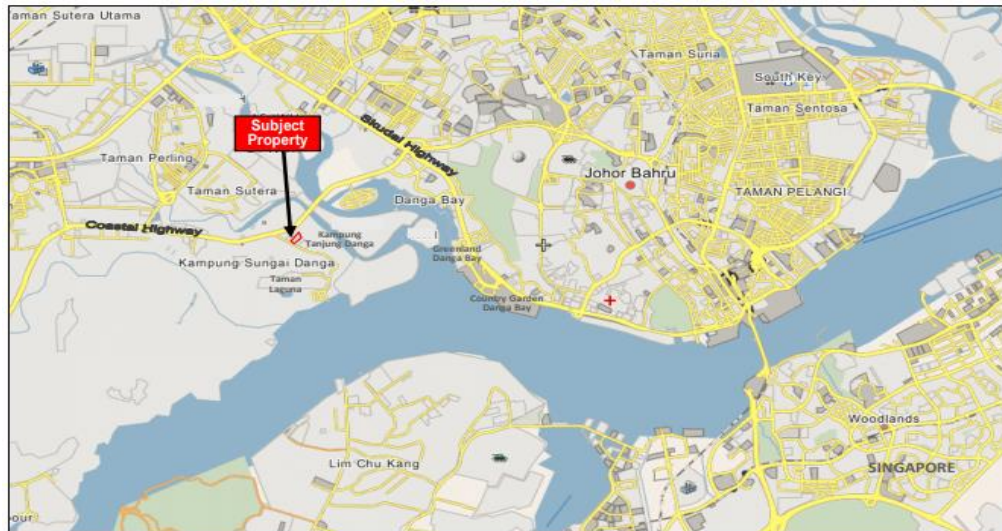 aman Sutera Utama
Taman Suria
South Key
Subject
Property
Skudai Highway
Taman Sentosa
Taman Perling
Johor Bahru
Taman Sutera
Danga Bay
TAMAN PELANGI
Coastal Highway
Kampung
Tanjung Danga
Greenland
Danga Bay
Kampung Sungai Danga
Taman
Laguna
Country Garden
Danga Bay
Woodlands
Lim Chu Kang
SINGAPORE
bour